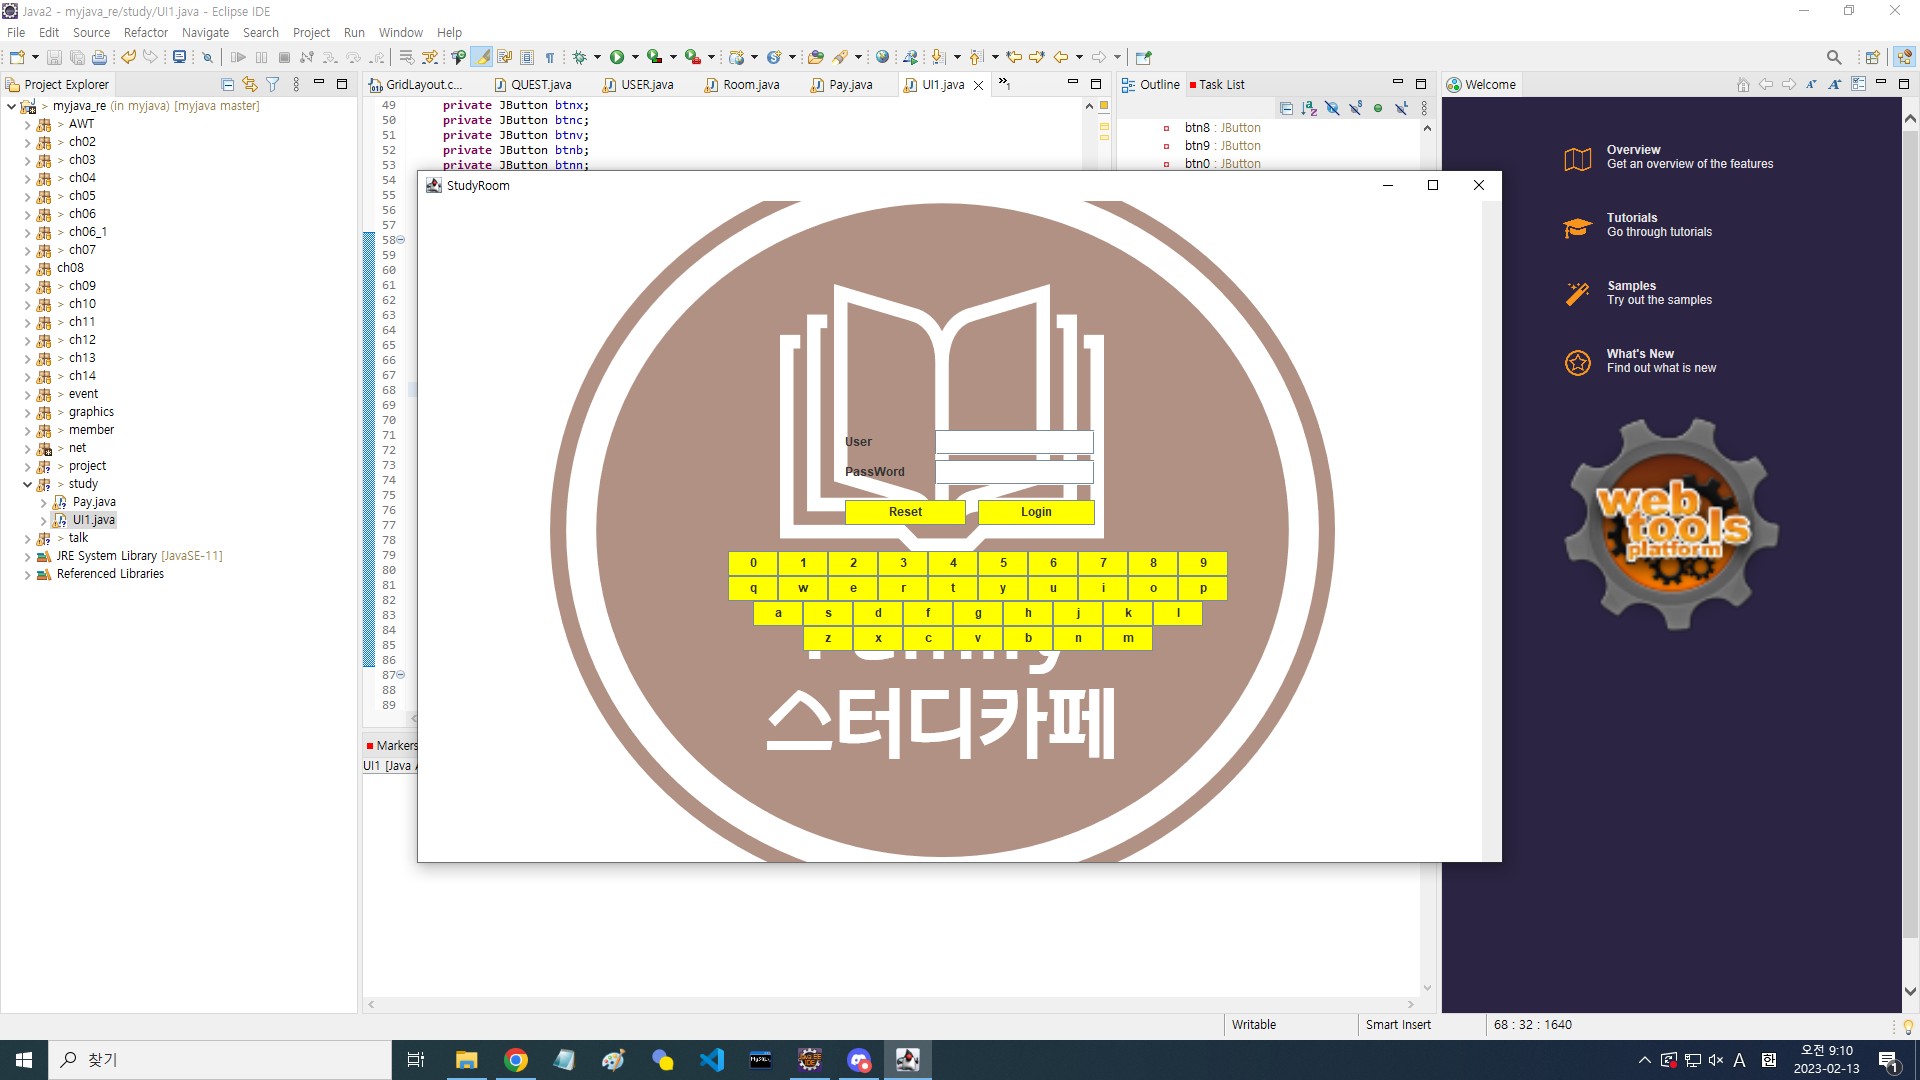 Java2 - myjava_re/study/UI1.java - Eclipse IDE
File Edit Source Refactor Navigate Search Project Run Window Help
Project Explorer
GridLayout.c... QUEST.java USER.java Room.java Pay.java UI1.java »1
Outline Task List
Welcome
> myjava_re (in myjava) [myjava master]
> AWT
> ch02
> ch03
> ch04
> ch05
> ch06
> ch06_1
> ch07
ch08
> ch09
> ch10
> ch11
> ch12
> ch13
> ch14
> event
> graphics
> member
> net
> project
> study
Pay.java
UI1.java
> talk
JRE System Library [JavaSE-11]
Referenced Libraries
49 private JButton btnx;
50 private JButton btnc;
51 private JButton btnv;
52 private JButton btnb;
53 private JButton btnn;
54
55
56
57
58
59
60
61
62
63
64
65
66
67
68
69
70
71
72
73
74
75
76
77
78
79
80
81
82
83
84
85
86
87
88
89
btn8 : JButton
btn9 : JButton
btn0 : JButton
StudyRoom
User
PassWord
Reset Login
0 1 2 3 4 5 6 7 8 9
q w e r t y u i o p
a s d f g h j k l
z x c v b n m
스터디카페
Markers
UI1 [Java
Overview
Get an overview of the features
Tutorials
Go through tutorials
Samples
Try out the samples
What's New
Find out what is new
web
tools
platform
Writable Smart Insert 68 : 32 : 1640
찾기
MySQL
Java EE
IDE
A 한
오전 9:10
2023-02-13
1